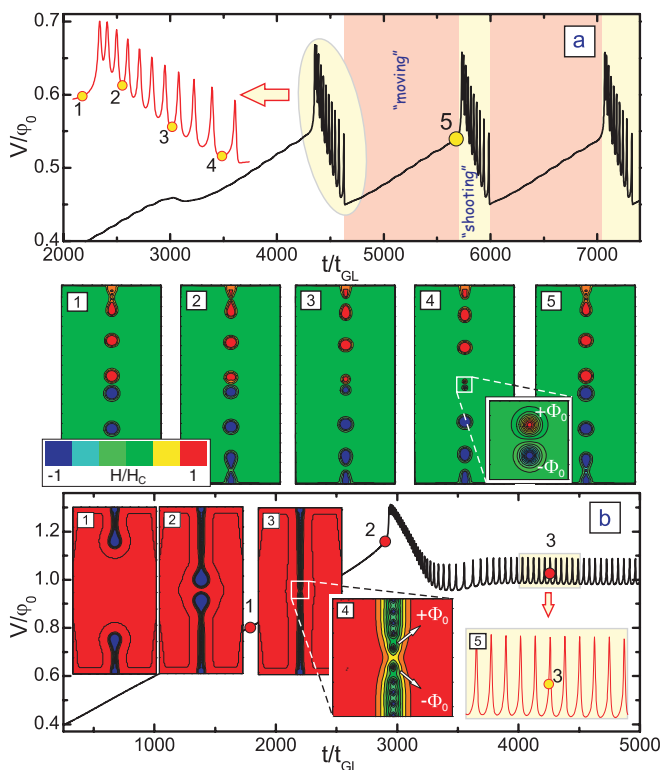 0.7
0.6
0.5
0.4
V/φ₀
a
1
2
3
4
5
"moving"
"shooting"
2000 3000 4000 5000 6000 7000
t/t_GL
1
2
3
4
5
+Φ₀
-Φ₀
-1 H/H_C 1
1.2
1.0
0.8
0.6
0.4
V/φ₀
b
1
2
3
1
2
3
4
+Φ₀
-Φ₀
5
3
1000 2000 3000 4000 5000
t/t_GL